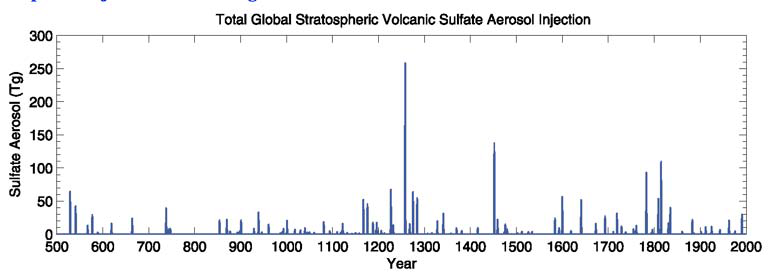 Total Global Stratospheric Volcanic Sulfate Aerosol Injection
300
250
200
150
100
50
0
Sulfate Aerosol (Tg)
500 600 700 800 900 1000 1100 1200 1300 1400 1500 1600 1700 1800 1900 2000
Year